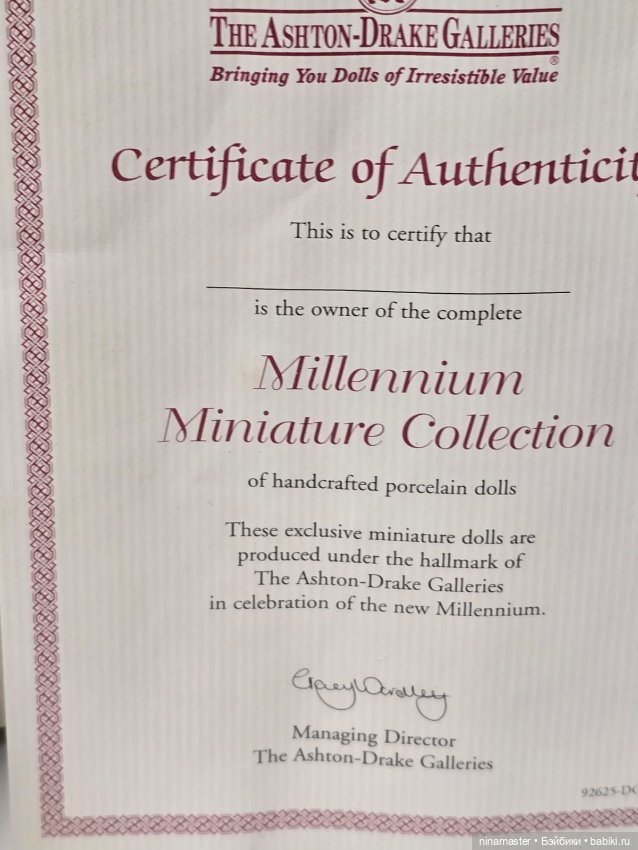 THE ASHTON-DRAKE GALLERIES
®
Bringing You Dolls of Irresistible Value
Certificate of Authenticity
This is to certify that
is the owner of the complete
Millennium
Miniature Collection
of handcrafted porcelain dolls
These exclusive miniature dolls are
produced under the hallmark of
The Ashton-Drake Galleries
in celebration of the new Millennium.
Managing Director
The Ashton-Drake Galleries
92625-DC
ninamaster • Бэйбики • babiki.ru